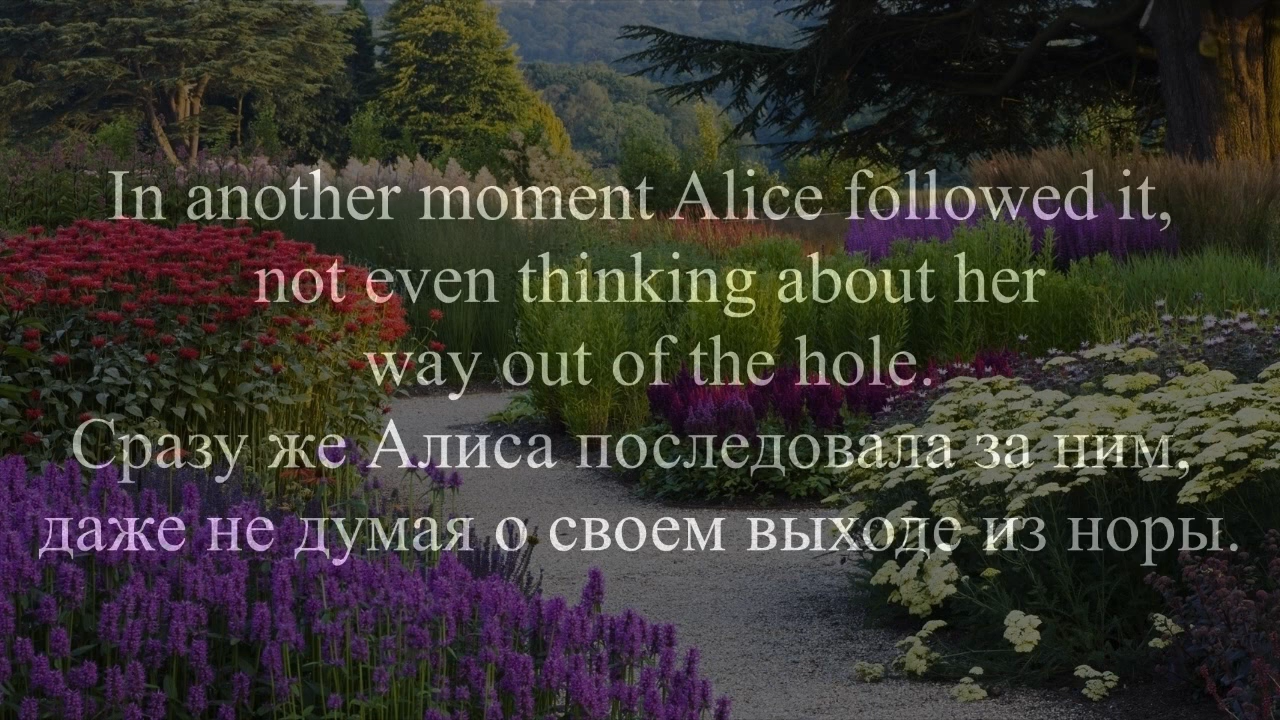 In another moment Alice followed it,
not even thinking about her
way out of the hole.
Сразу же Алиса последовала за ним,
даже не думая о своем выходе из норы.